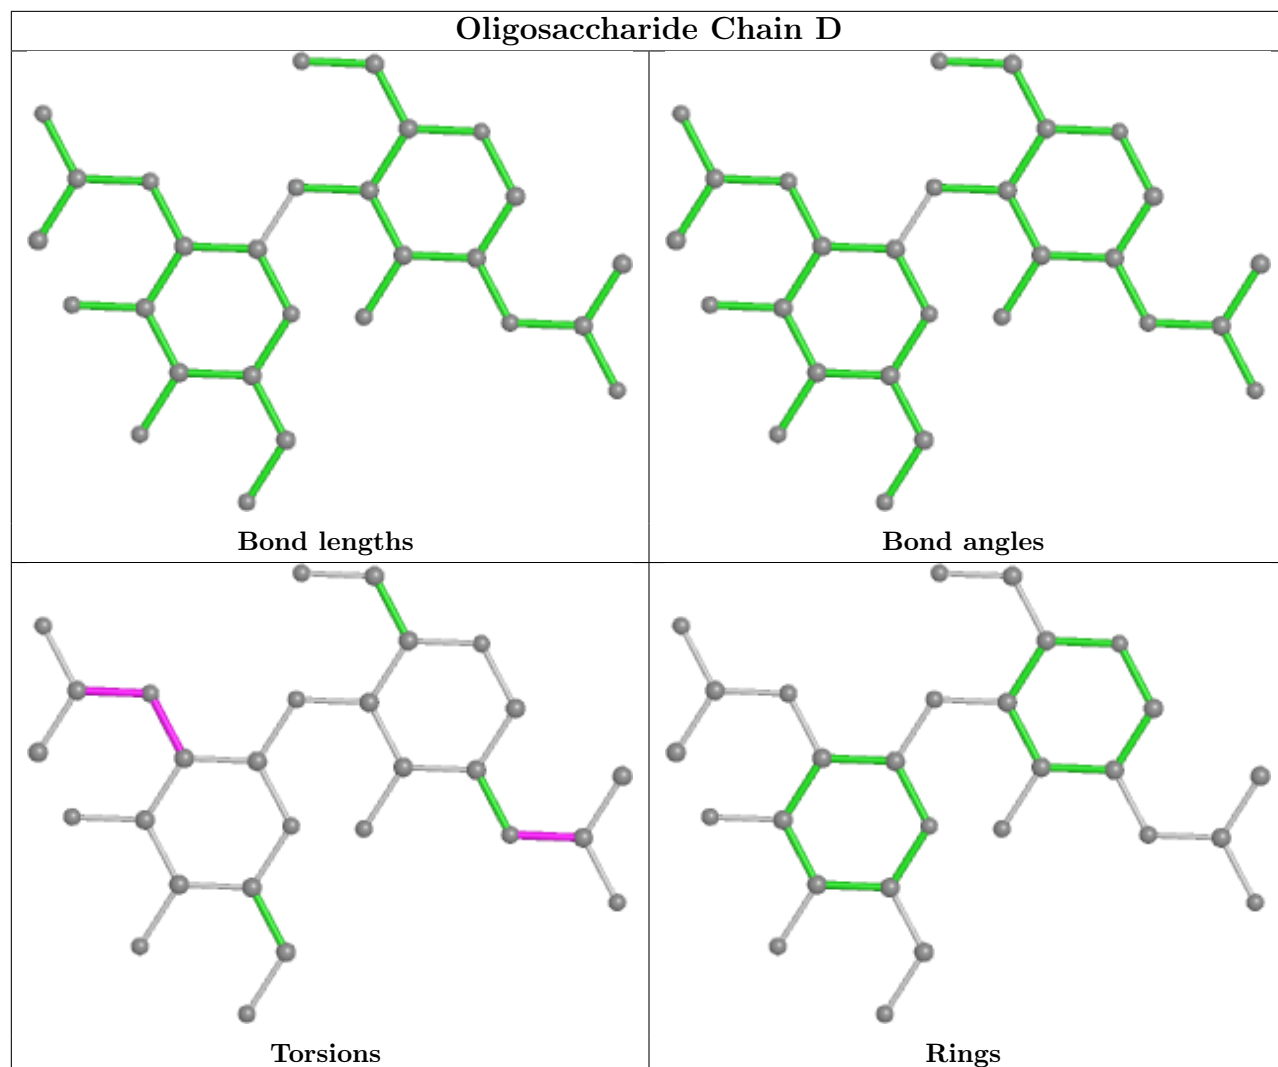 Oligosaccharide Chain D
Bond lengths
Bond angles
Torsions
Rings